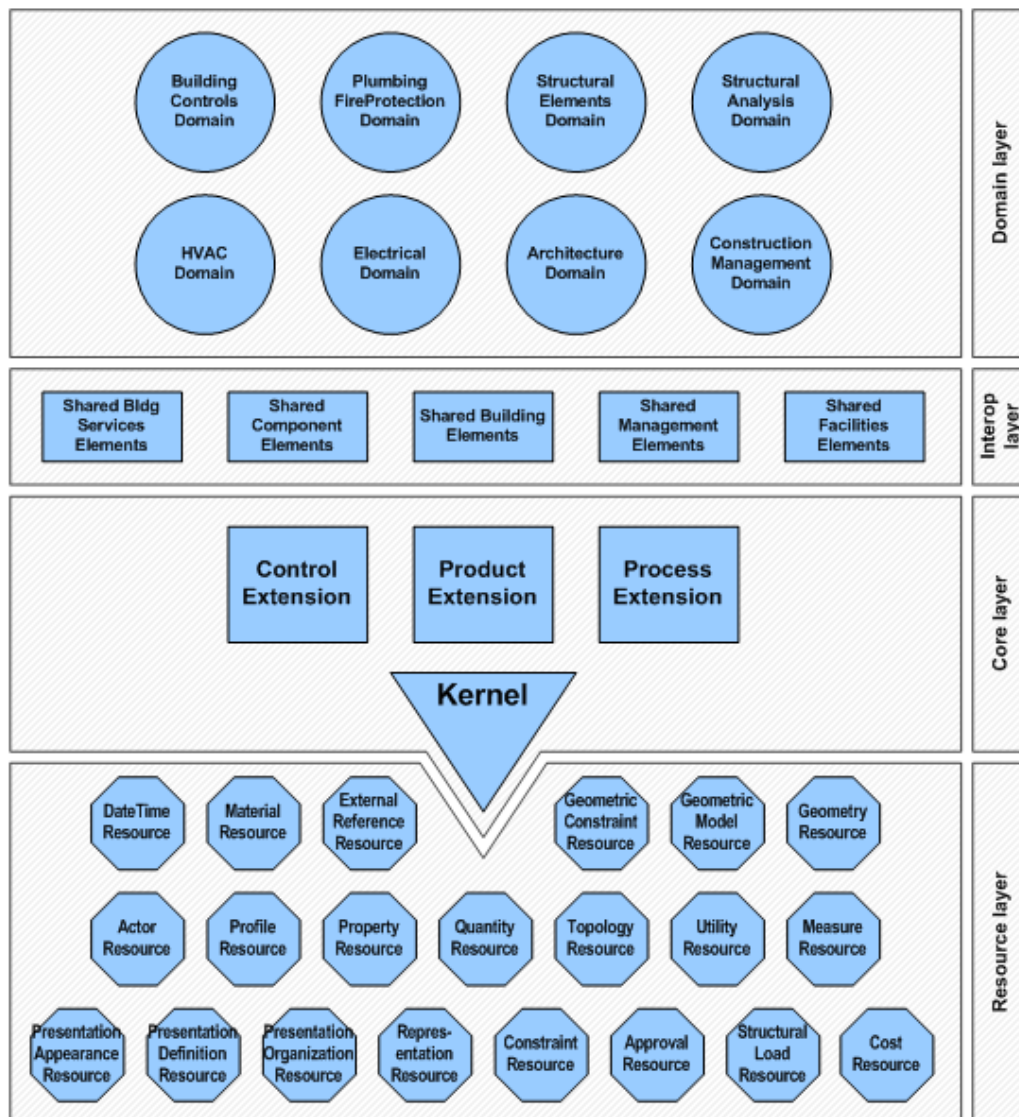 Building
Controls
Domain
Plumbing
FireProtection
Domain
Structural
Elements
Domain
Structural
Analysis
Domain
HVAC
Domain
Electrical
Domain
Architecture
Domain
Construction
Management
Domain
Domain layer
Shared Bldg
Services
Elements
Shared
Component
Elements
Shared Building
Elements
Shared
Management
Elements
Shared
Facilities
Elements
Interop
layer
Control
Extension
Product
Extension
Process
Extension
Kernel
Core layer
DateTime
Resource
Material
Resource
External
Reference
Resource
Geometric
Constraint
Resource
Geometric
Model
Resource
Geometry
Resource
Actor
Resource
Profile
Resource
Property
Resource
Quantity
Resource
Topology
Resource
Utility
Resource
Measure
Resource
Presentation
Appearance
Resource
Presentation
Definition
Resource
Presentation
Organization
Resource
Repres-
entation
Resource
Constraint
Resource
Approval
Resource
Structural
Load
Resource
Cost
Resource
Resource layer